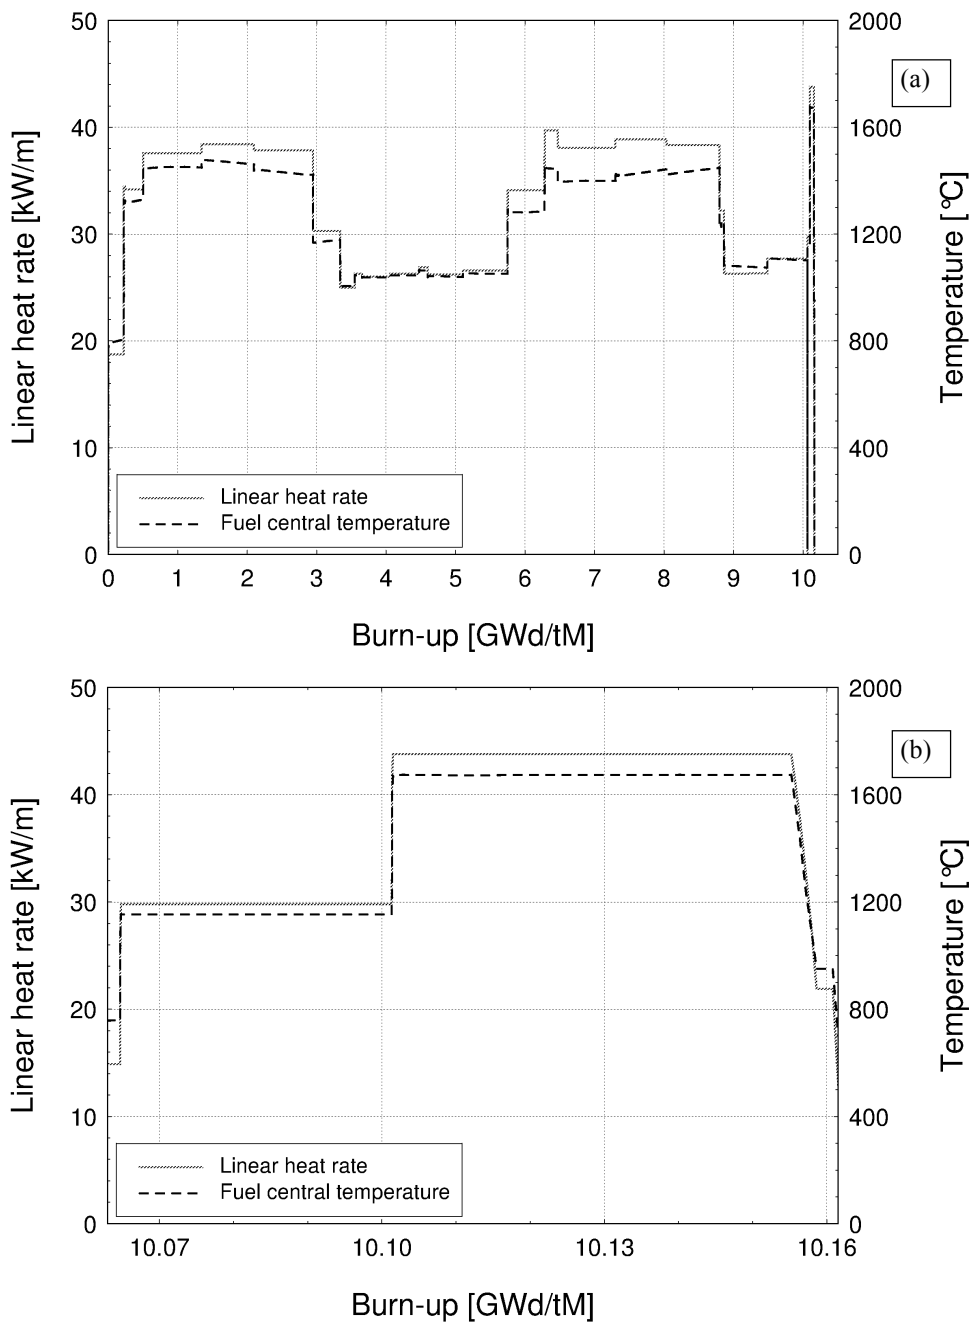 50
40
30
20
10
0
Linear heat rate [kW/m]
2000
1600
1200
800
400
0
Temperature [°C]
(a)
Linear heat rate
Fuel central temperature
0 1 2 3 4 5 6 7 8 9 10
Burn-up [GWd/tM]
50
40
30
20
10
0
Linear heat rate [kW/m]
2000
1600
1200
800
400
0
Temperature [°C]
(b)
Linear heat rate
Fuel central temperature
10.07 10.10 10.13 10.16
Burn-up [GWd/tM]